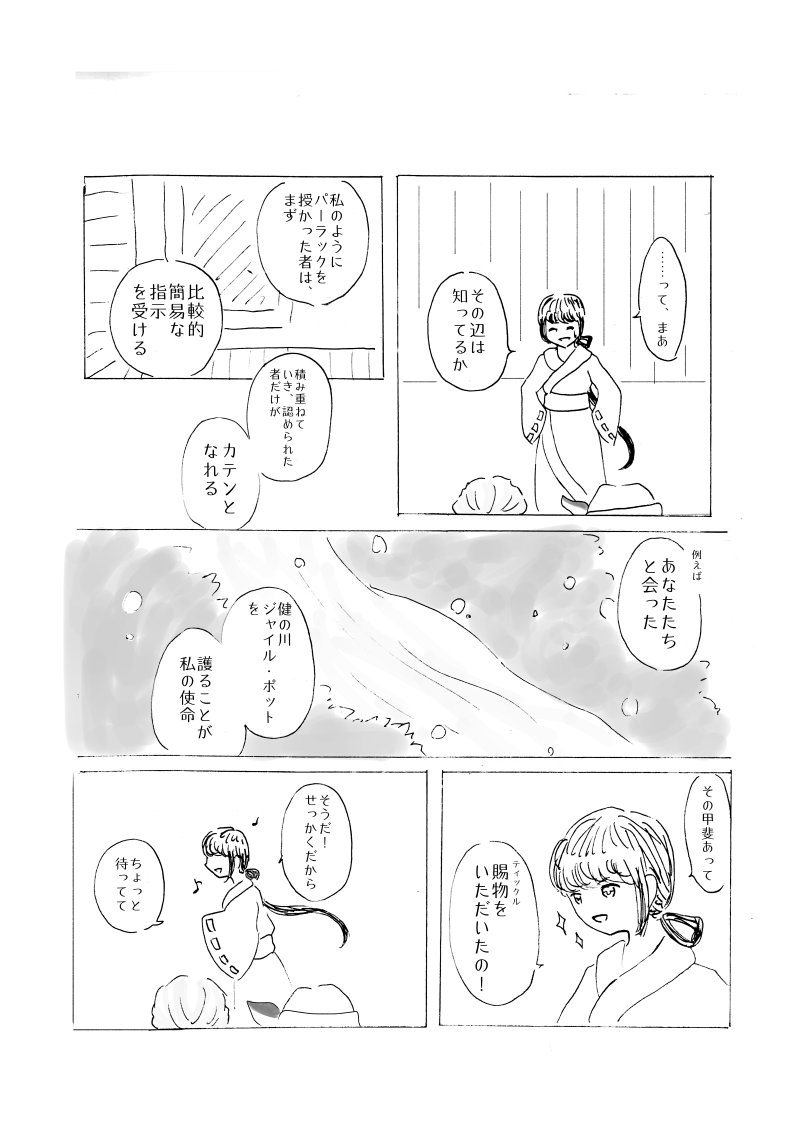 ……って、まあ
その辺は
知ってるか
私のように
パーラックを
授かった者は、
まず
比較的
簡易な
指示
を受ける
積み重ねて
いき、認められた
者だけが
カテンと
なれる
例えば
あなたたち
と会った
健の川
ジャイル・ポット
を
護ることが
私の使命
その甲斐あって
ティックル
賜物を
いただいたの！
そうだ！
せっかくだから
ちょっと
待ってて